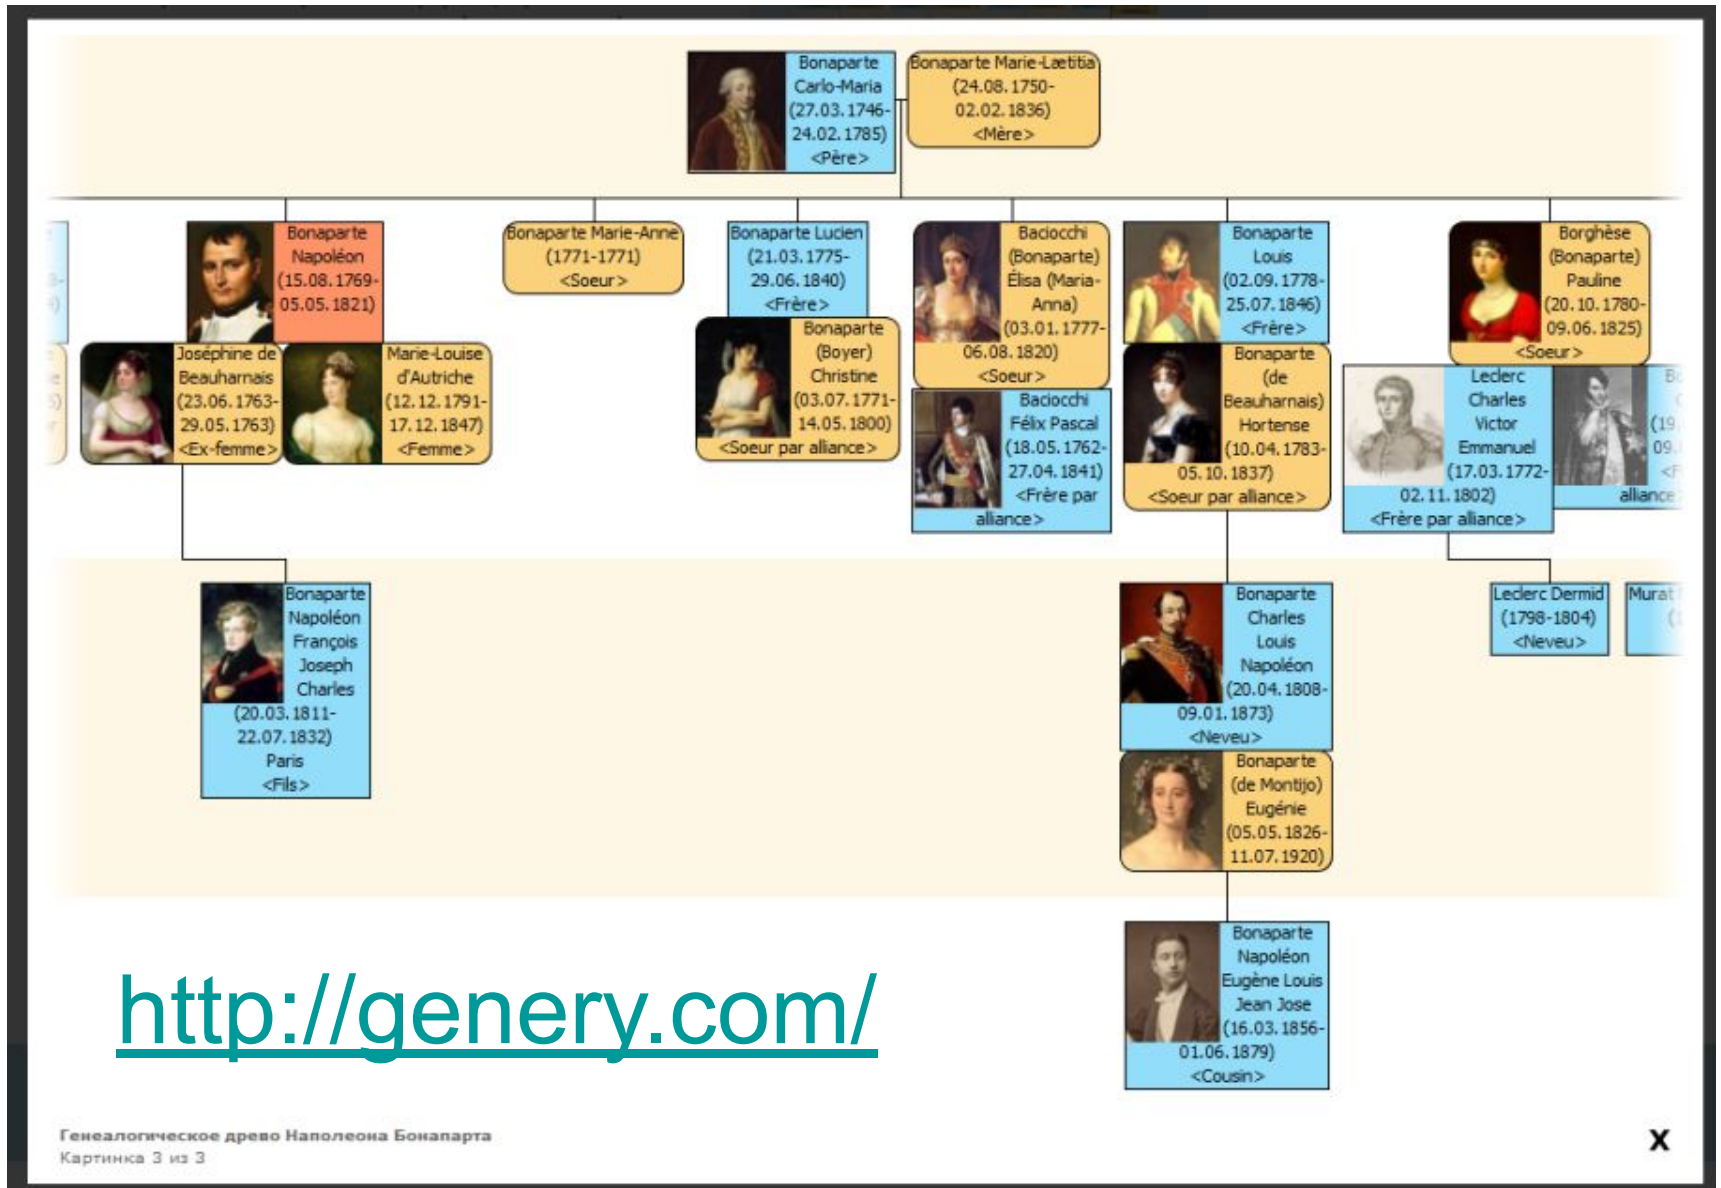 Bonaparte
Carlo-Maria
(27.03.1746-
24.02.1785)
<Père>
Bonaparte Marie-Lætitia
(24.08.1750-
02.02.1836)
<Mère>
Bonaparte
Napoléon
(15.08.1769-
05.05.1821)
Joséphine de
Beauharnais
(23.06.1763-
29.05.1763)
<Ex-femme>
Marie-Louise
d'Autriche
(12.12.1791-
17.12.1847)
<Femme>
Bonaparte Marie-Anne
(1771-1771)
<Soeur>
Bonaparte Lucien
(21.03.1775-
29.06.1840)
<Frère>
Bonaparte
(Boyer)
Christine
(03.07.1771-
14.05.1800)
<Soeur par alliance>
Baciocchi
(Bonaparte)
Élisa (Maria-
Anna)
(03.01.1777-
06.08.1820)
<Soeur>
Baciocchi
Félix Pascal
(18.05.1762-
27.04.1841)
<Frère par
alliance>
Bonaparte
Louis
(02.09.1778-
25.07.1846)
<Frère>
Bonaparte
(de
Beauharnais)
Hortense
(10.04.1783-
05.10.1837)
<Soeur par alliance>
Borghèse
(Bonaparte)
Pauline
(20.10.1780-
09.06.1825)
<Soeur>
Leclerc
Charles
Victor
Emmanuel
(17.03.1772-
02.11.1802)
<Frère par alliance>
alliance>
Bonaparte
Napoléon
François
Joseph
Charles
(20.03.1811-
22.07.1832)
Paris
<Fils>
Bonaparte
Charles
Louis
Napoléon
(20.04.1808-
09.01.1873)
<Neveu>
Bonaparte
(de Montijo)
Eugénie
(05.05.1826-
11.07.1920)
Leclerc Dermid
(1798-1804)
<Neveu>
Murat
Bonaparte
Napoléon
Eugène Louis
Jean Jose
(16.03.1856-
01.06.1879)
<Cousin>
http://genery.com/
Генеалогическое древо Наполеона Бонапарта
Картинка 3 из 3
X